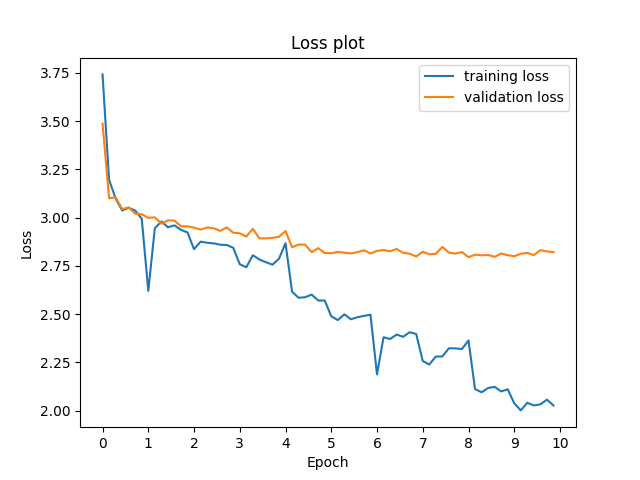 Loss plot
training loss
validation loss
3.75
3.50
3.25
3.00
2.75
2.50
2.25
2.00
Loss
0 1 2 3 4 5 6 7 8 9 10
Epoch